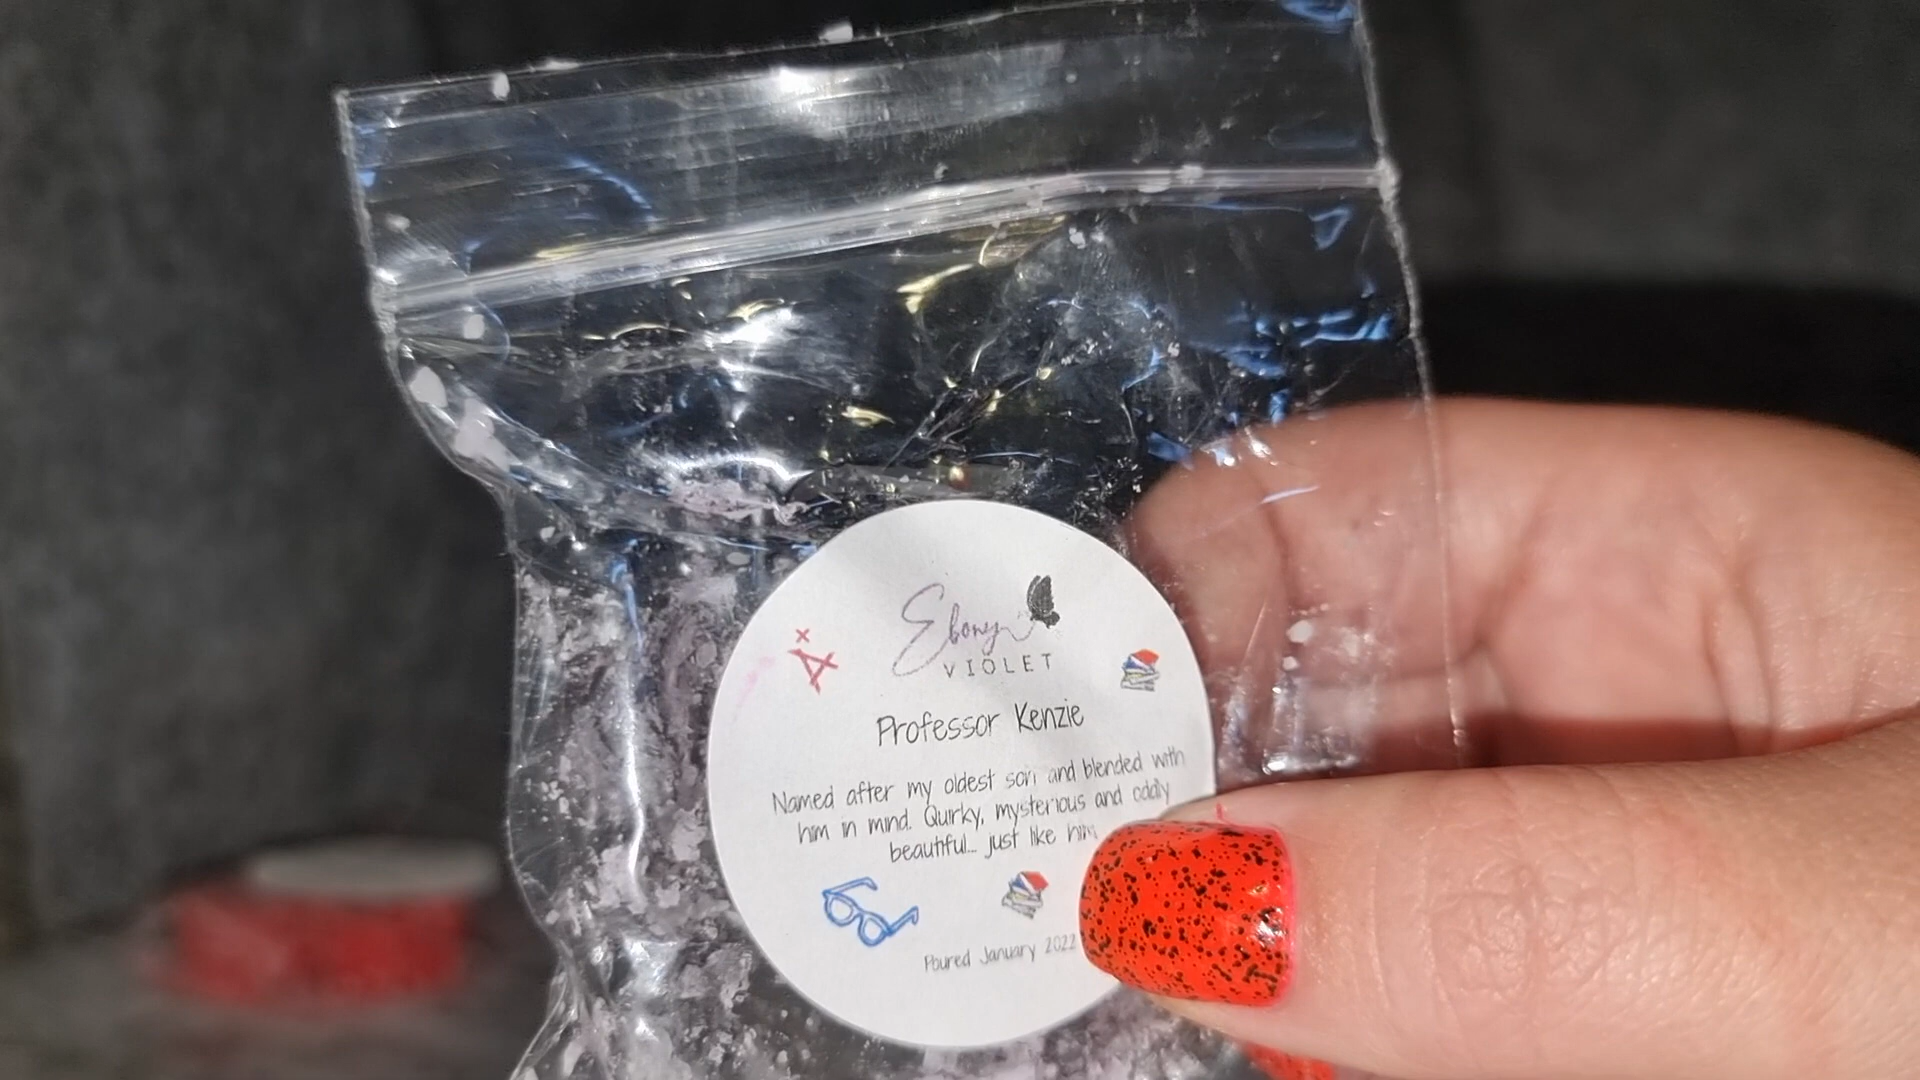 Ebony
VIOLET
A+
Professor Kenzie
Named after my oldest son and blended with
him in mind. Quirky, mysterious and oddly
beautiful... just like him
Poured January 2022